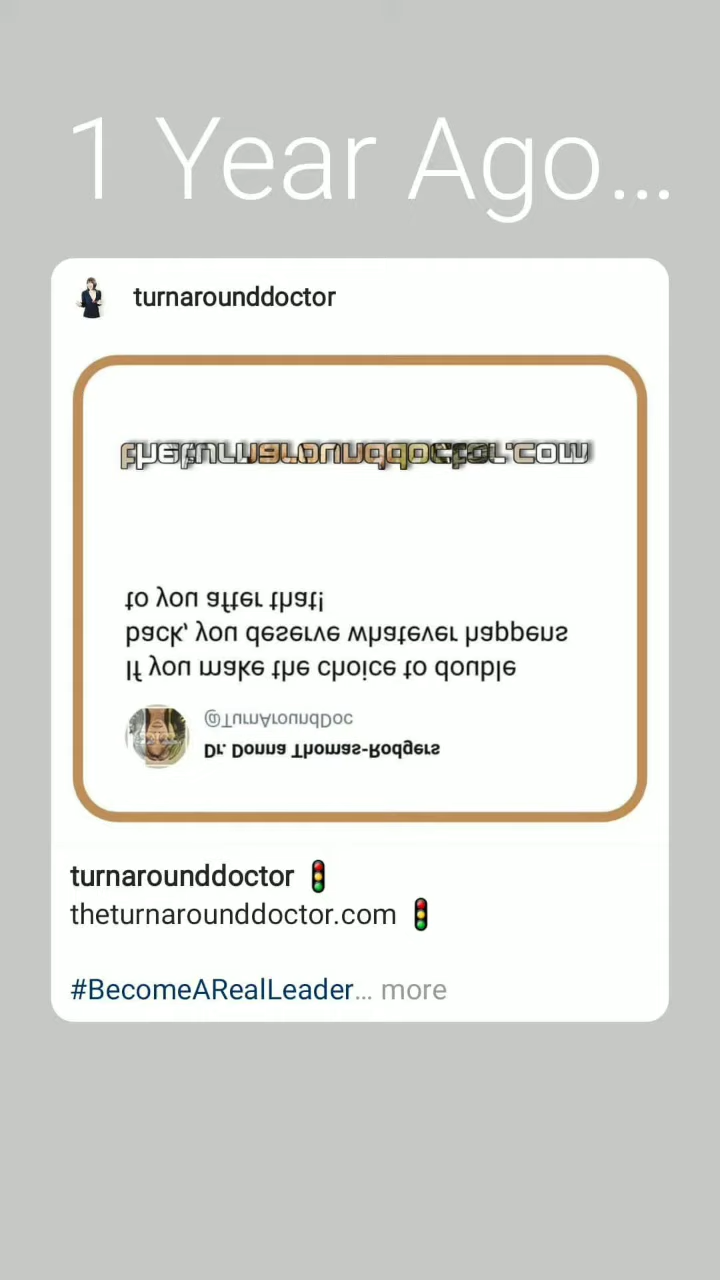 1 Year Ago...
turnarounddoctor
theturnarounddoctor.com
to you after that!
back, you deserve whatever happens
If you make the choice to double
@TurnAroundDoc
Dr. Donna Thomas-Rodgers
turnarounddoctor 🚦
theturnarounddoctor.com 🚦
#BecomeARealLeader... more